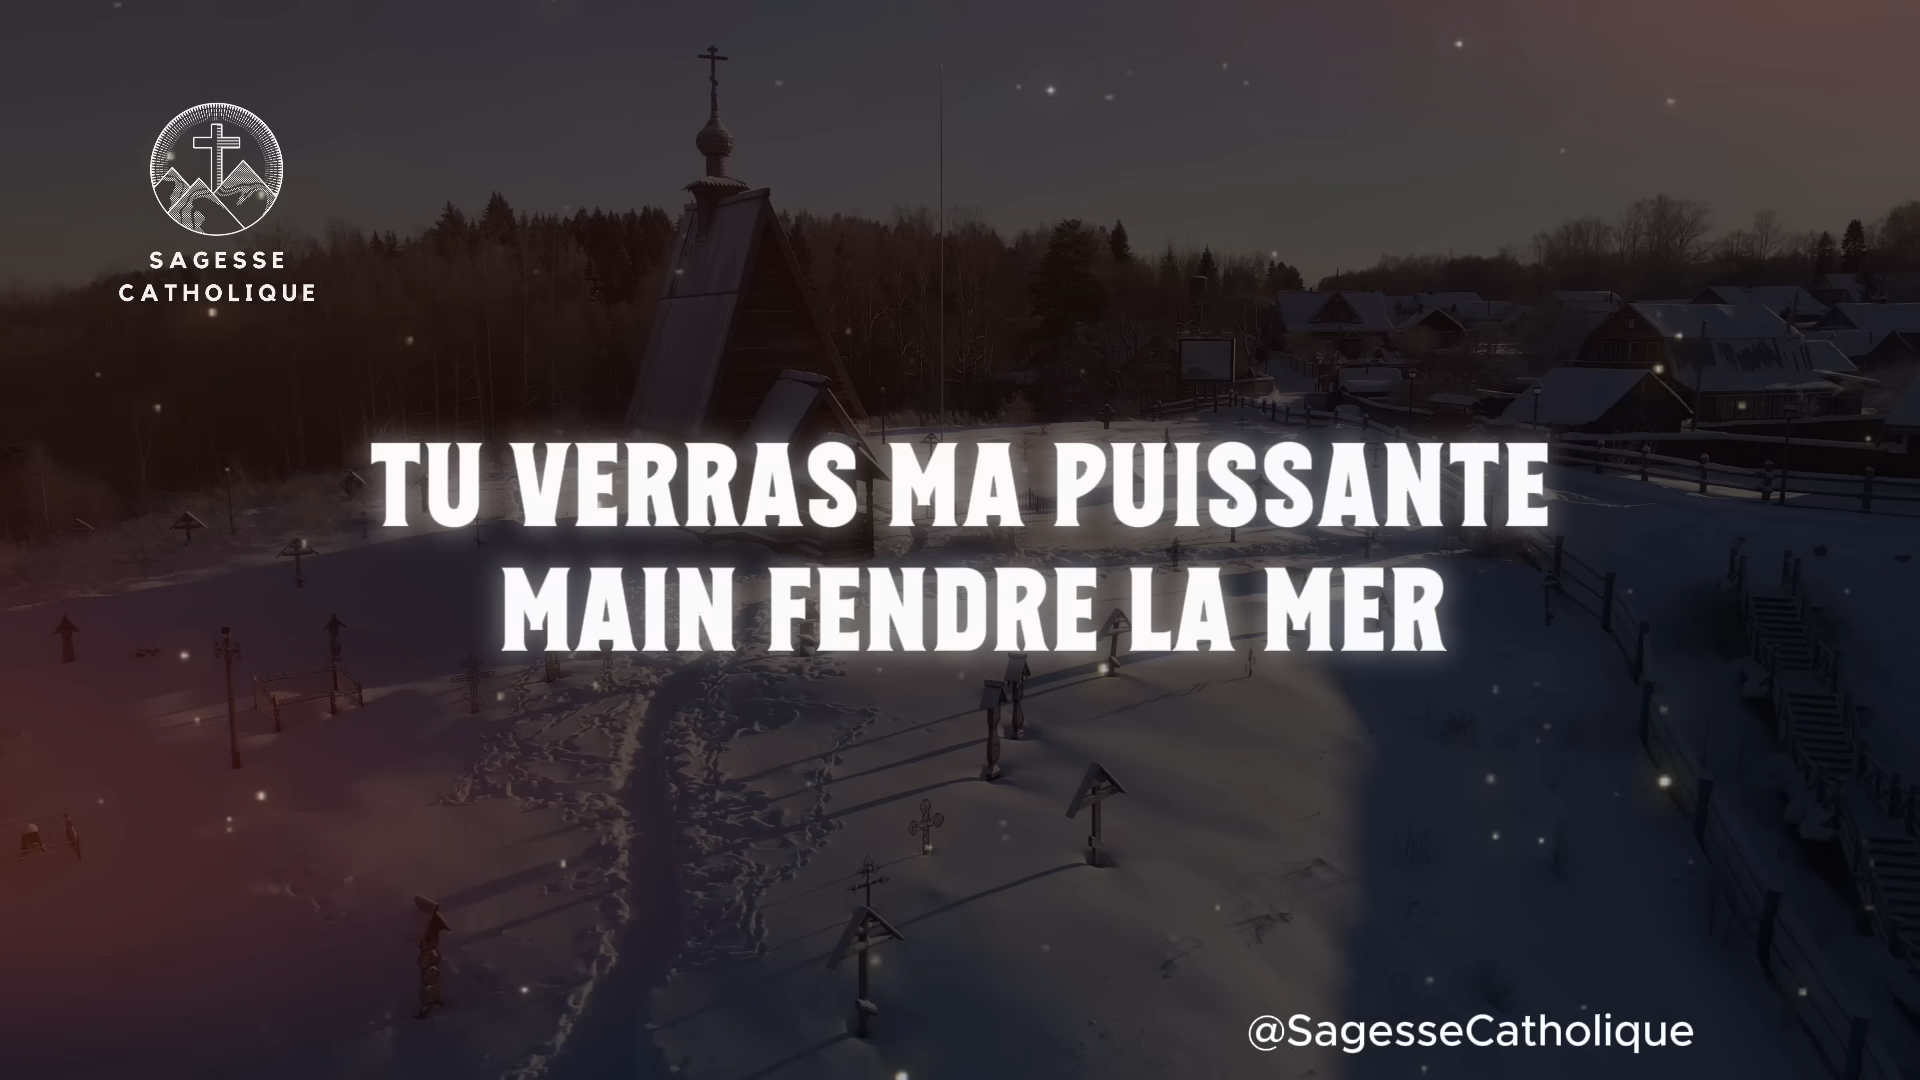 SAGESSE
CATHOLIQUE
TU VERRAS MA PUISSANTE
MAIN FENDRE LA MER
@SagesseCatholique